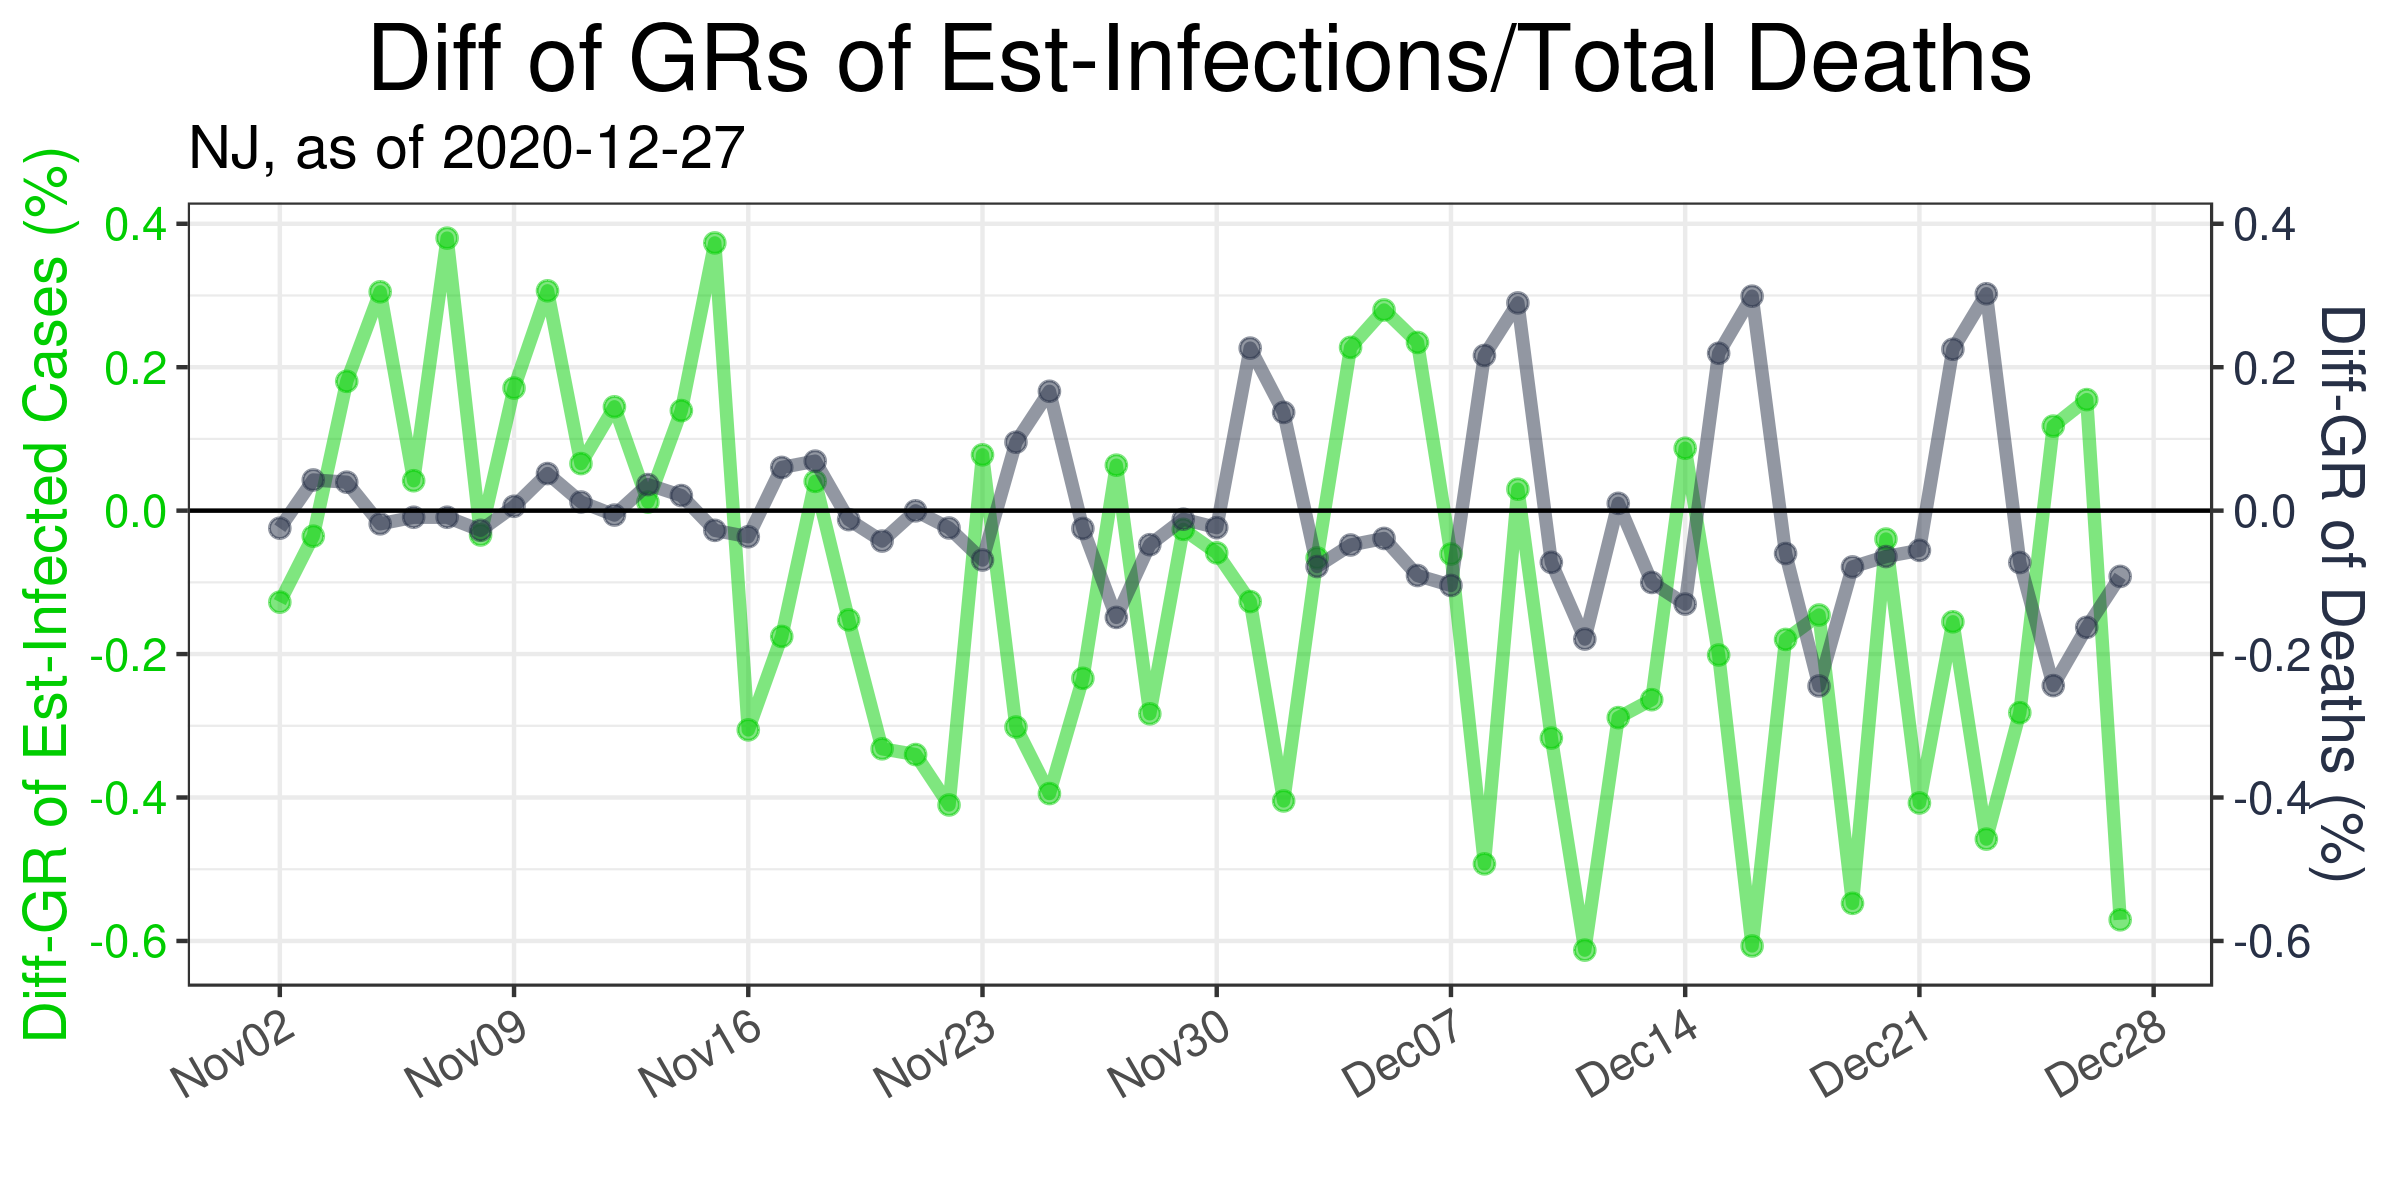 Diff of GRs of Est-Infections/Total Deaths
NJ, as of 2020-12-27
Diff-GR of Est-Infected Cases (%)
0.4
0.2
0.0
-0.2
-0.4
-0.6
0.4
0.2
0.0
-0.2
-0.4
-0.6
Diff-GR of Deaths (%)
Nov02
Nov09
Nov16
Nov23
Nov30
Dec07
Dec14
Dec21
Dec28